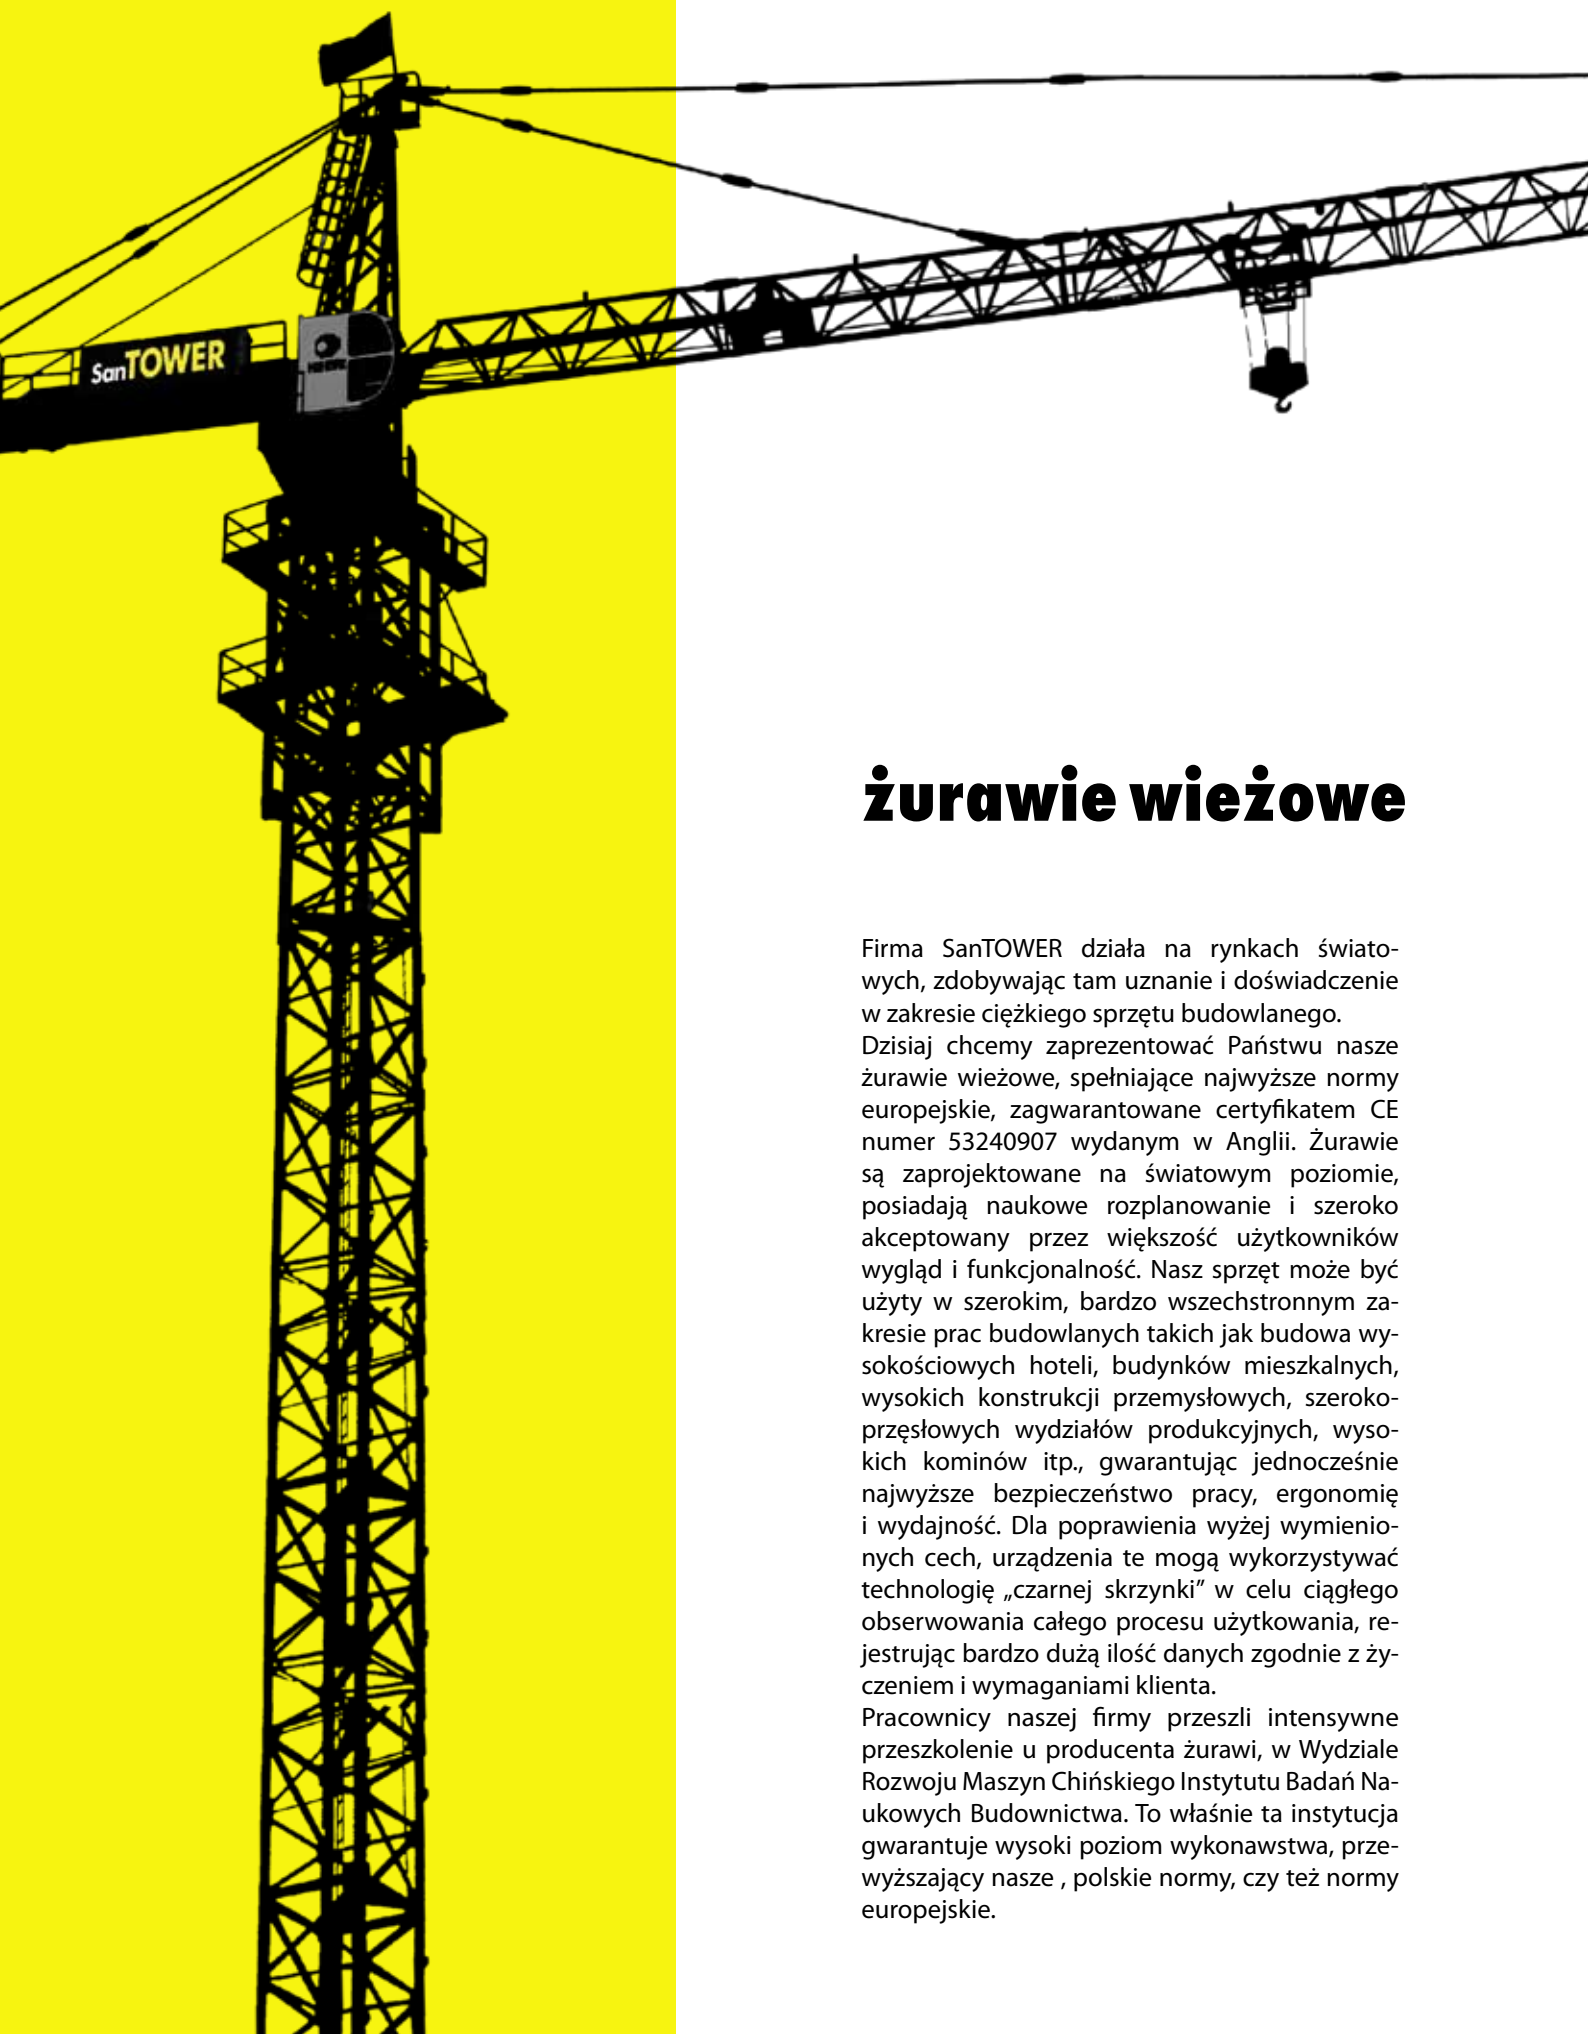 SanTOWER
żurawie wieżowe
Firma SanTOWER działa na rynkach świato-
wych, zdobywając tam uznanie i doświadczenie
w zakresie ciężkiego sprzętu budowlanego.
Dzisiaj chcemy zaprezentować Państwu nasze
żurawie wieżowe, spełniające najwyższe normy
europejskie, zagwarantowane certyfikatem CE
numer 53240907 wydanym w Anglii. Żurawie
są zaprojektowane na światowym poziomie,
posiadają naukowe rozplanowanie i szeroko
akceptowany przez większość użytkowników
wygląd i funkcjonalność. Nasz sprzęt może być
użyty w szerokim, bardzo wszechstronnym za-
kresie prac budowlanych takich jak budowa wy-
sokościowych hoteli, budynków mieszkalnych,
wysokich konstrukcji przemysłowych, szeroko-
przęsłowych wydziałów produkcyjnych, wyso-
kich kominów itp., gwarantując jednocześnie
najwyższe bezpieczeństwo pracy, ergonomię
i wydajność. Dla poprawienia wyżej wymienio-
nych cech, urządzenia te mogą wykorzystywać
technologię „czarnej skrzynki” w celu ciągłego
obserwowania całego procesu użytkowania, re-
jestrując bardzo dużą ilość danych zgodnie z ży-
czeniem i wymaganiami klienta.
Pracownicy naszej firmy przeszli intensywne
przeszkolenie u producenta żurawi, w Wydziale
Rozwoju Maszyn Chińskiego Instytutu Badań Na-
ukowych Budownictwa. To właśnie ta instytucja
gwarantuje wysoki poziom wykonawstwa, prze-
wyższający nasze , polskie normy, czy też normy
europejskie.